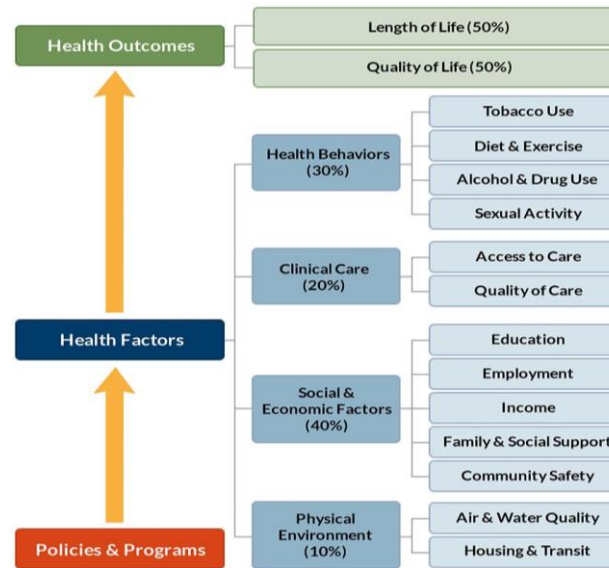 Health Outcomes
Length of Life (50%)
Quality of Life (50%)
Health Factors
Health Behaviors
(30%)
Tobacco Use
Diet & Exercise
Alcohol & Drug Use
Sexual Activity
Clinical Care
(20%)
Access to Care
Quality of Care
Social &
Economic Factors
(40%)
Education
Employment
Income
Family & Social Support
Community Safety
Physical
Environment
(10%)
Air & Water Quality
Housing & Transit
Policies & Programs